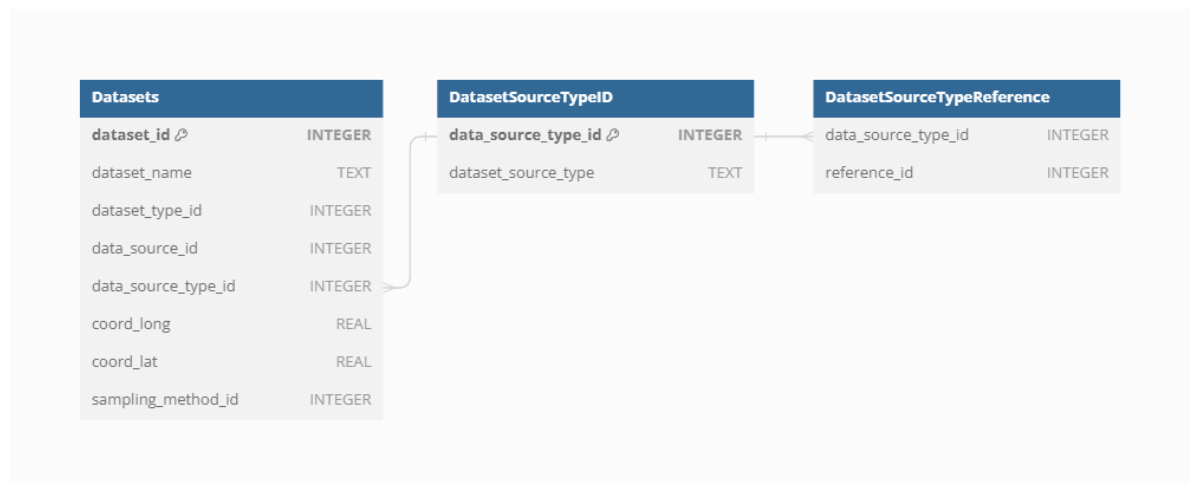 Datasets
dataset_id INTEGER
dataset_name TEXT
dataset_type_id INTEGER
data_source_id INTEGER
data_source_type_id INTEGER
coord_long REAL
coord_lat REAL
sampling_method_id INTEGER
DatasetSourceTypeID
data_source_type_id INTEGER
dataset_source_type TEXT
DatasetSourceTypeReference
data_source_type_id INTEGER
reference_id INTEGER